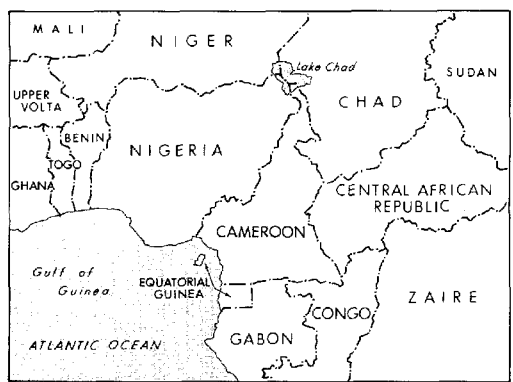 MALI
NIGER
Lake Chad
SUDAN
UPPER
VOLTA
CHAD
BENIN
NIGERIA
TOGO
GHANA
CENTRAL AFRICAN
REPUBLIC
CAMEROON
Gulf of
Guinea
EQUATORIAL
GUINEA
ZAIRE
CONGO
GABON
ATLANTIC OCEAN